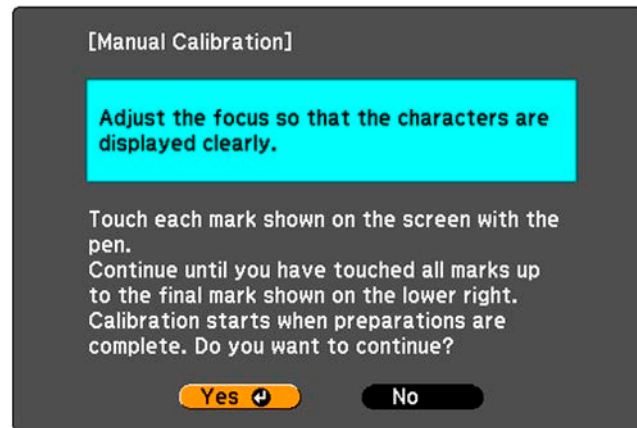 [Manual Calibration]
Adjust the focus so that the characters are
displayed clearly.
Touch each mark shown on the screen with the
pen.
Continue until you have touched all marks up
to the final mark shown on the lower right.
Calibration starts when preparations are
complete. Do you want to continue?
Yes
No